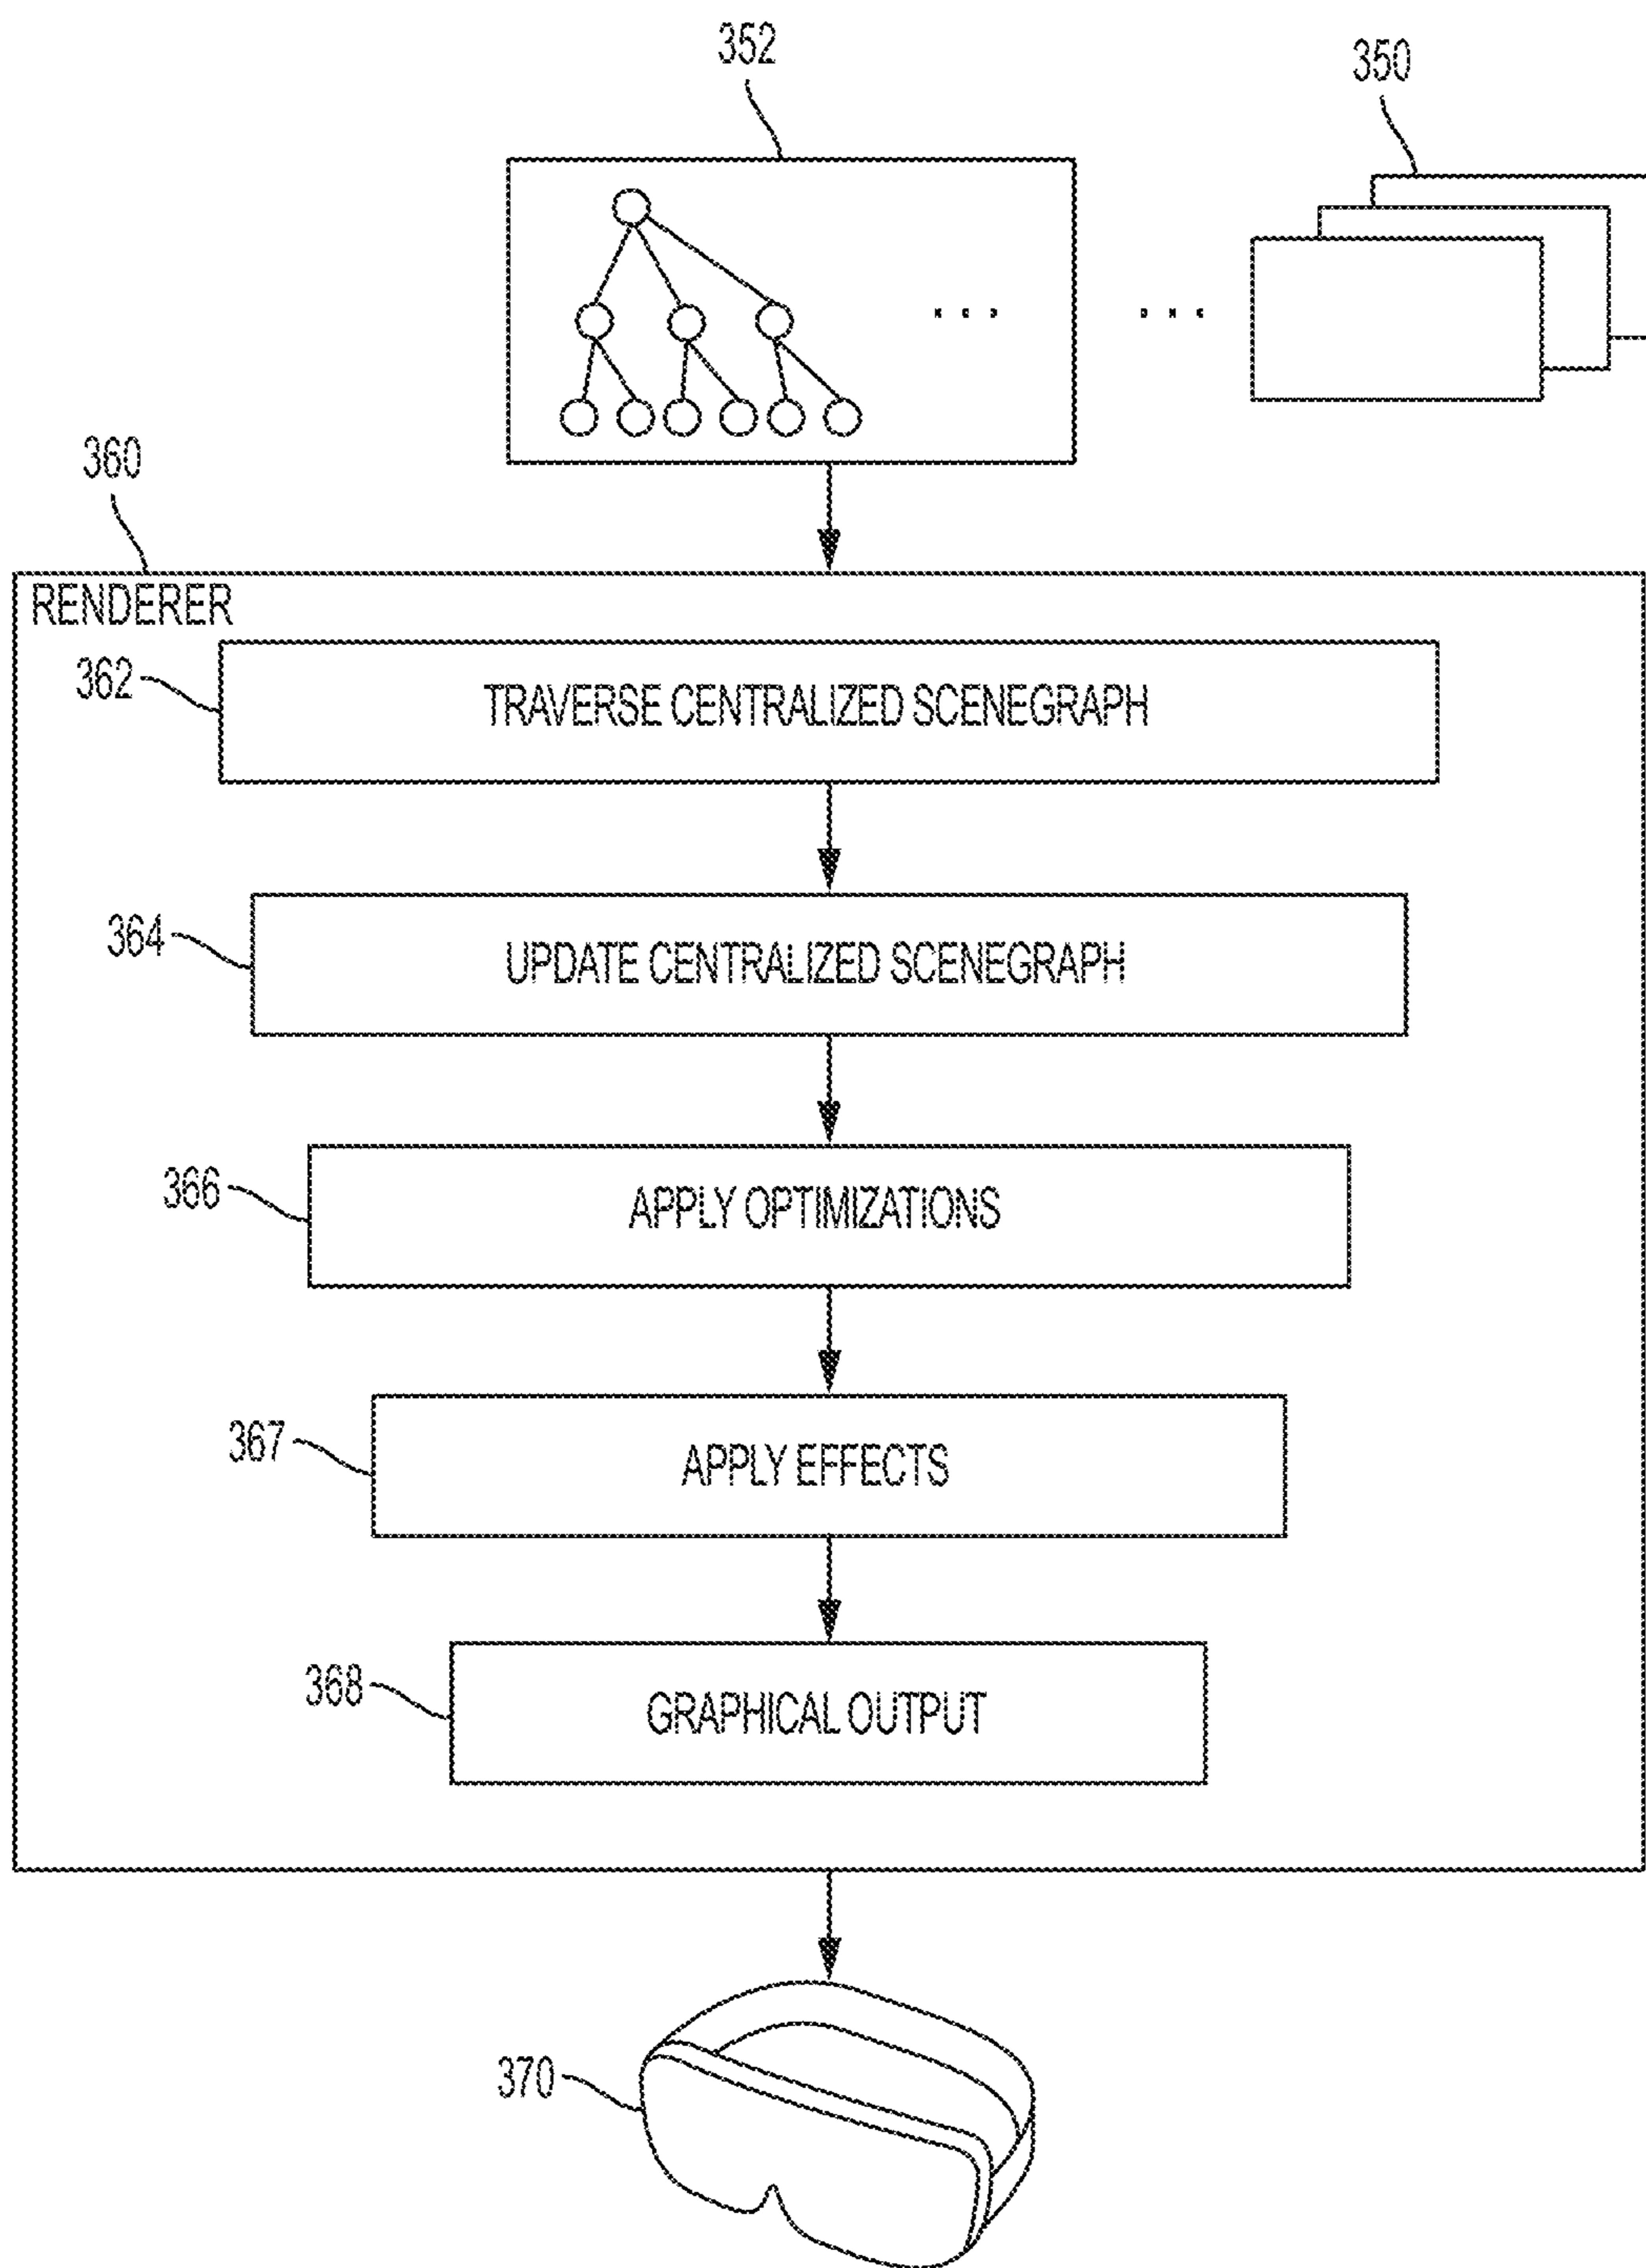 352
350
360
RENDERER
362
TRAVERSE CENTRALIZED SCENEGRAPH
364
UPDATE CENTRALIZED SCENEGRAPH
366
APPLY OPTIMIZATIONS
367
APPLY EFFECTS
368
GRAPHICAL OUTPUT
370